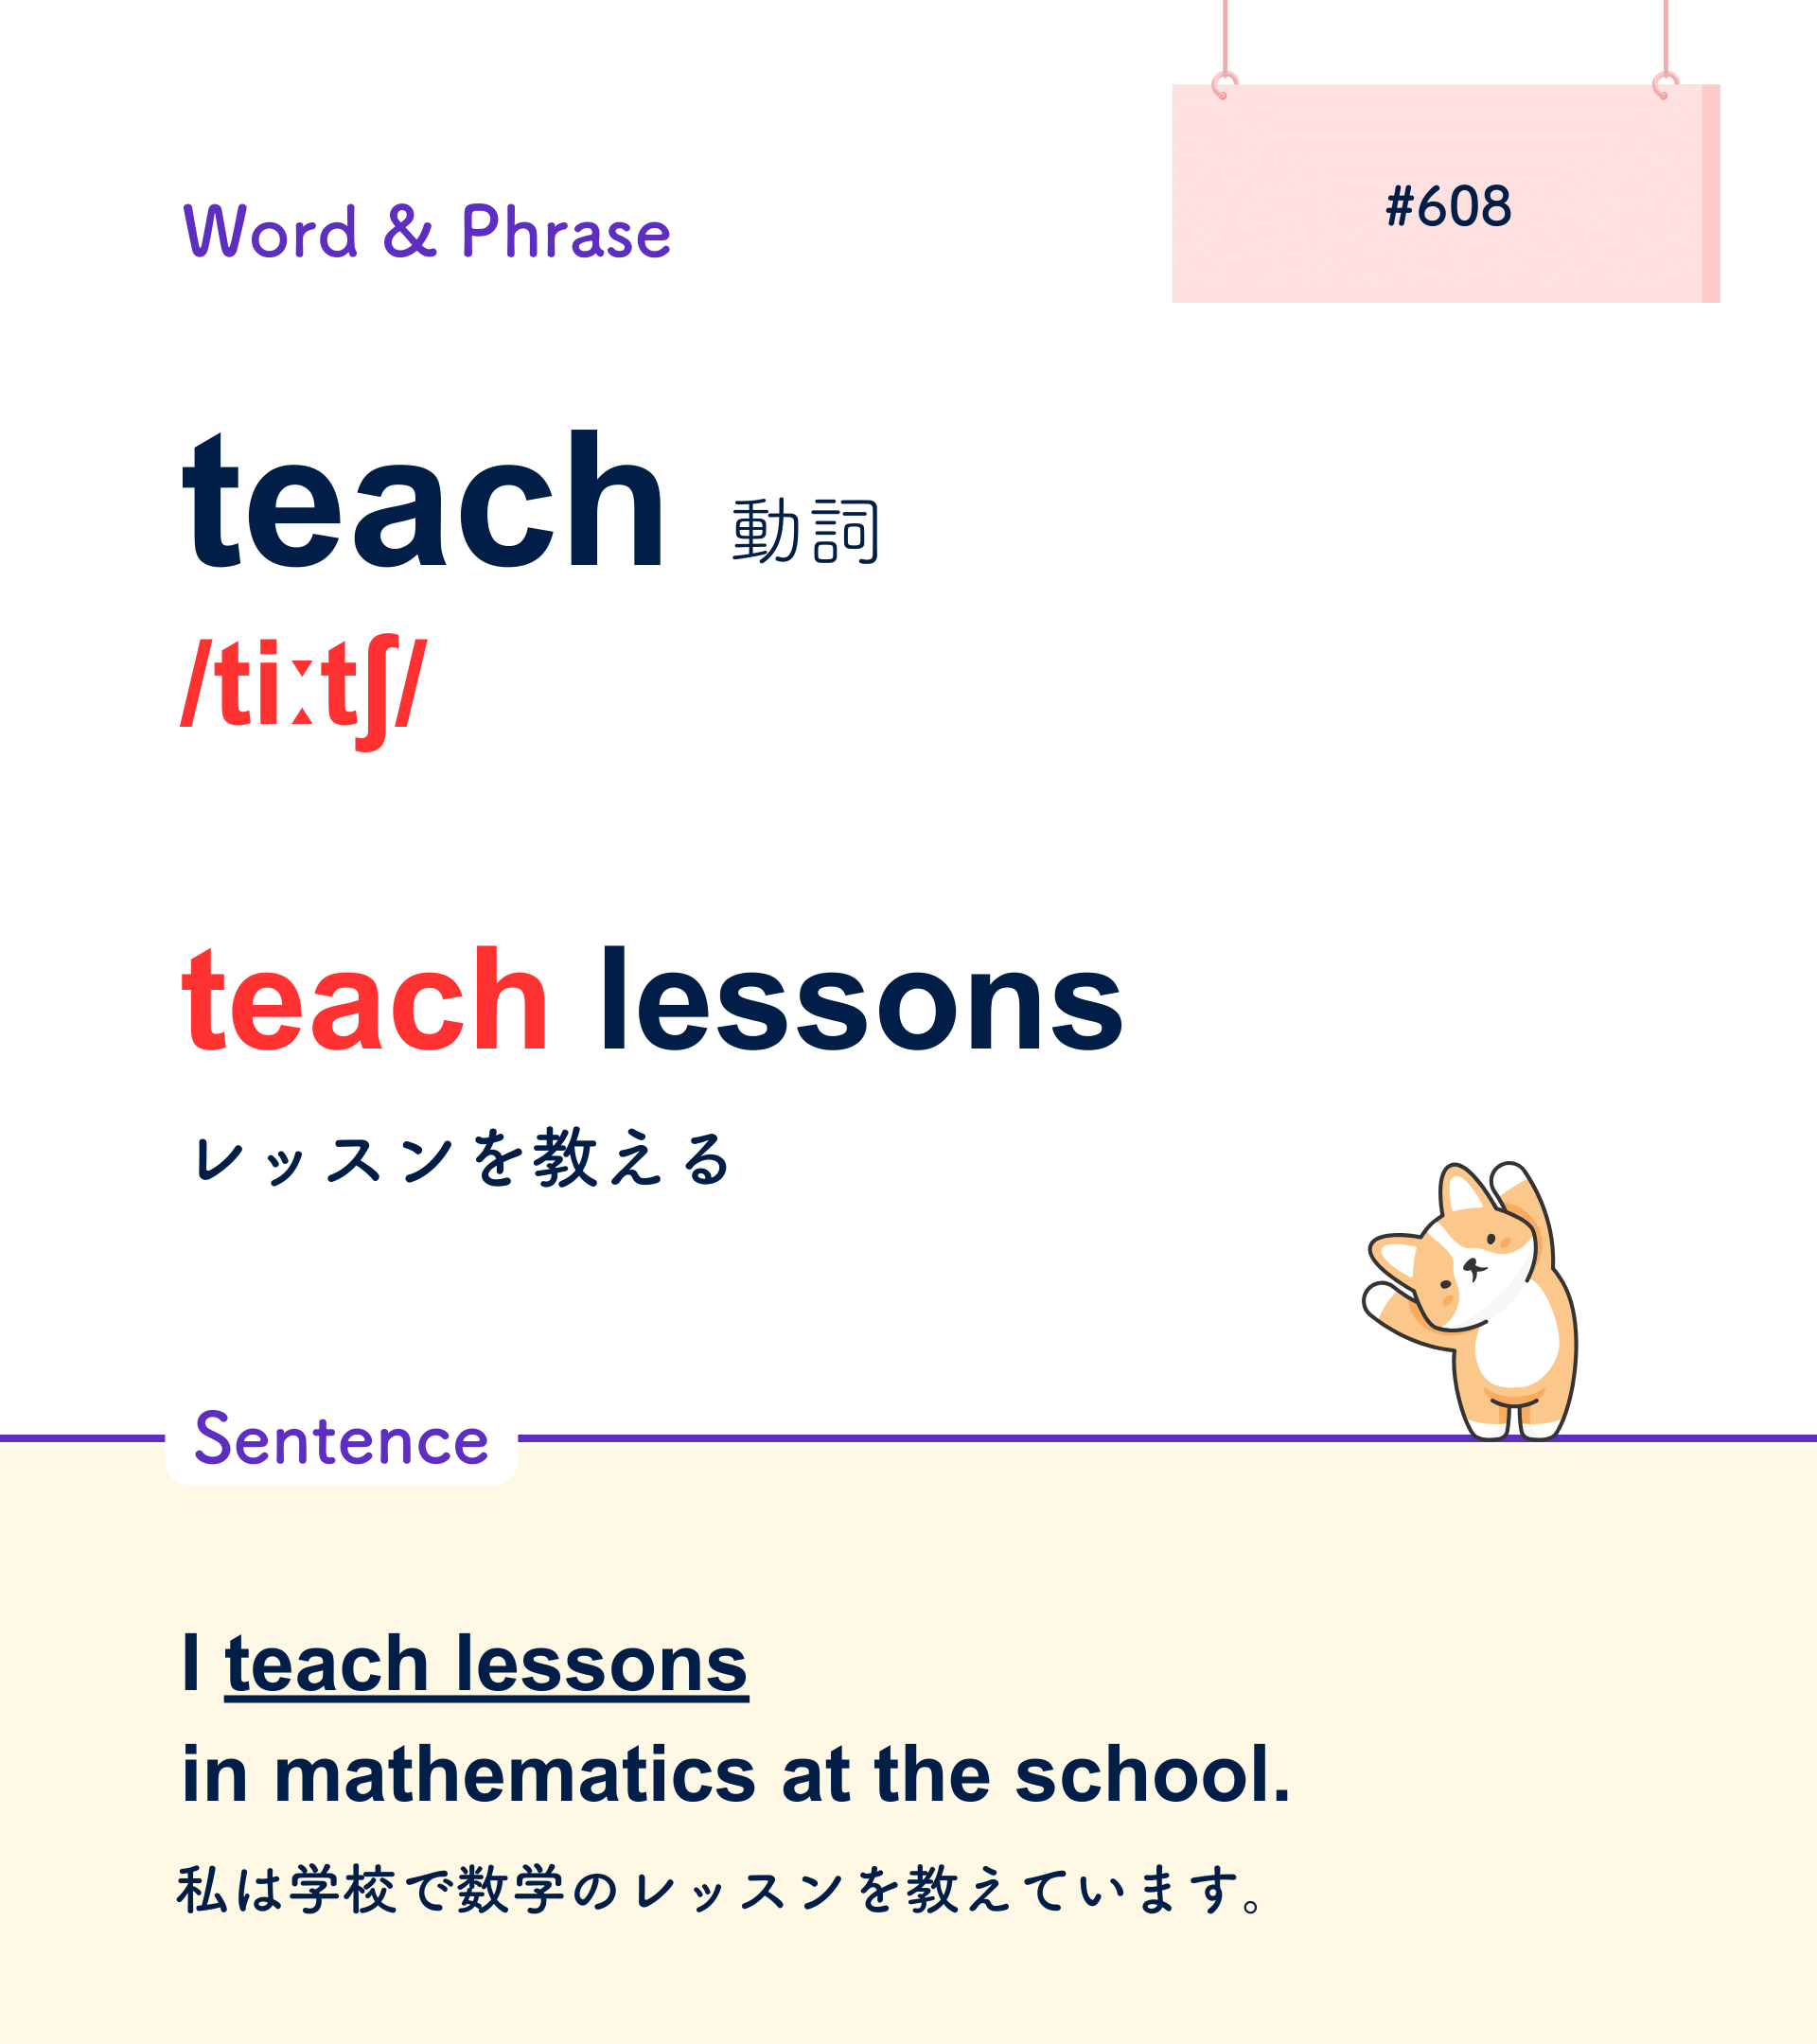 #608
Word & Phrase
teach 動詞
/tiːtʃ/
teach lessons
レッスンを教える
Sentence
I teach lessons
in mathematics at the school.
私は学校で数学のレッスンを教えています。